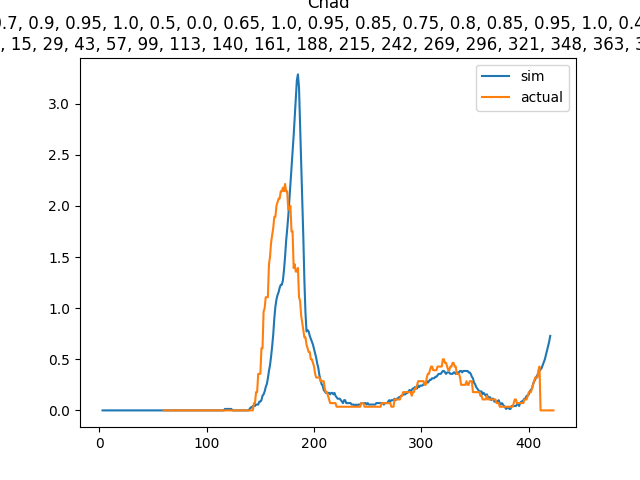 Chad
0.7, 0.9, 0.95, 1.0, 0.5, 0.0, 0.65, 1.0, 0.95, 0.85, 0.75, 0.8, 0.85, 0.95, 1.0,
, 15, 29, 43, 57, 99, 113, 140, 161, 188, 215, 242, 269, 296, 321, 348, 363,
sim
actual
3.0
2.5
2.0
1.5
1.0
0.5
0.0
0 100 200 300 400